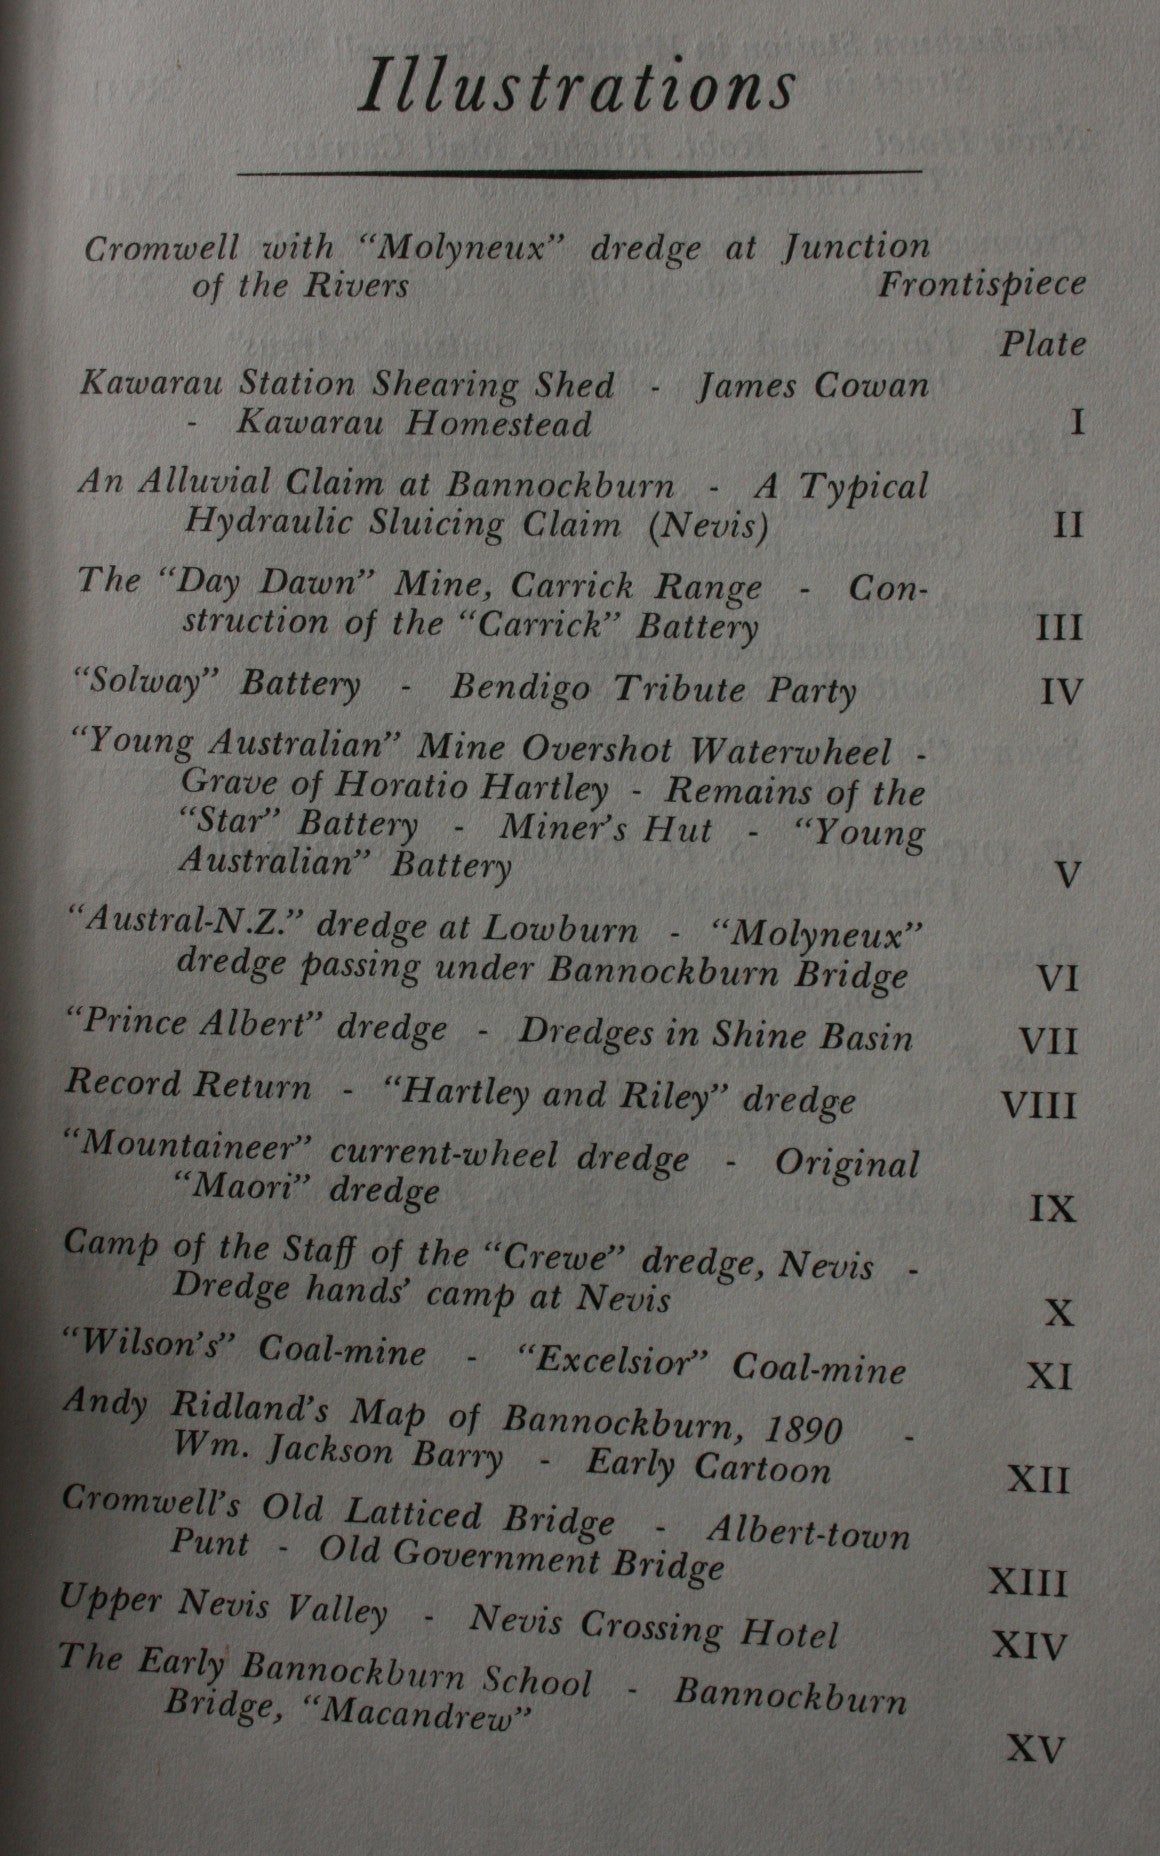 Illustrations
Cromwell with “Molyneux” dredge at Junction
of the Rivers Frontispiece
Plate
Kawarau Station Shearing Shed - James Cowan
- Kawarau Homestead I
An Alluvial Claim at Bannockburn - A Typical
Hydraulic Sluicing Claim (Nevis) II
The “Day Dawn” Mine, Carrick Range - Con-
struction of the “Carrick” Battery III
“Solway” Battery - Bendigo Tribute Party IV
“Young Australian” Mine Overshot Waterwheel -
Grave of Horatio Hartley - Remains of the
“Star” Battery - Miner’s Hut - “Young
Australian” Battery V
“Austral-N.Z.” dredge at Lowburn - “Molyneux”
dredge passing under Bannockburn Bridge VI
“Prince Albert” dredge - Dredges in Shine Basin VII
Record Return - “Hartley and Riley” dredge VIII
“Mountaineer” current-wheel dredge - Original
“Maori” dredge IX
Camp of the Staff of the “Crewe” dredge, Nevis -
Dredge hands’ camp at Nevis X
“Wilson’s” Coal-mine - “Excelsior” Coal-mine XI
Andy Ridland’s Map of Bannockburn, 1890 -
Wm. Jackson Barry - Early Cartoon XII
Cromwell’s Old Latticed Bridge - Albert-town
Punt - Old Government Bridge XIII
Upper Nevis Valley - Nevis Crossing Hotel XIV
The Early Bannockburn School - Bannockburn
Bridge, “Macandrew” XV